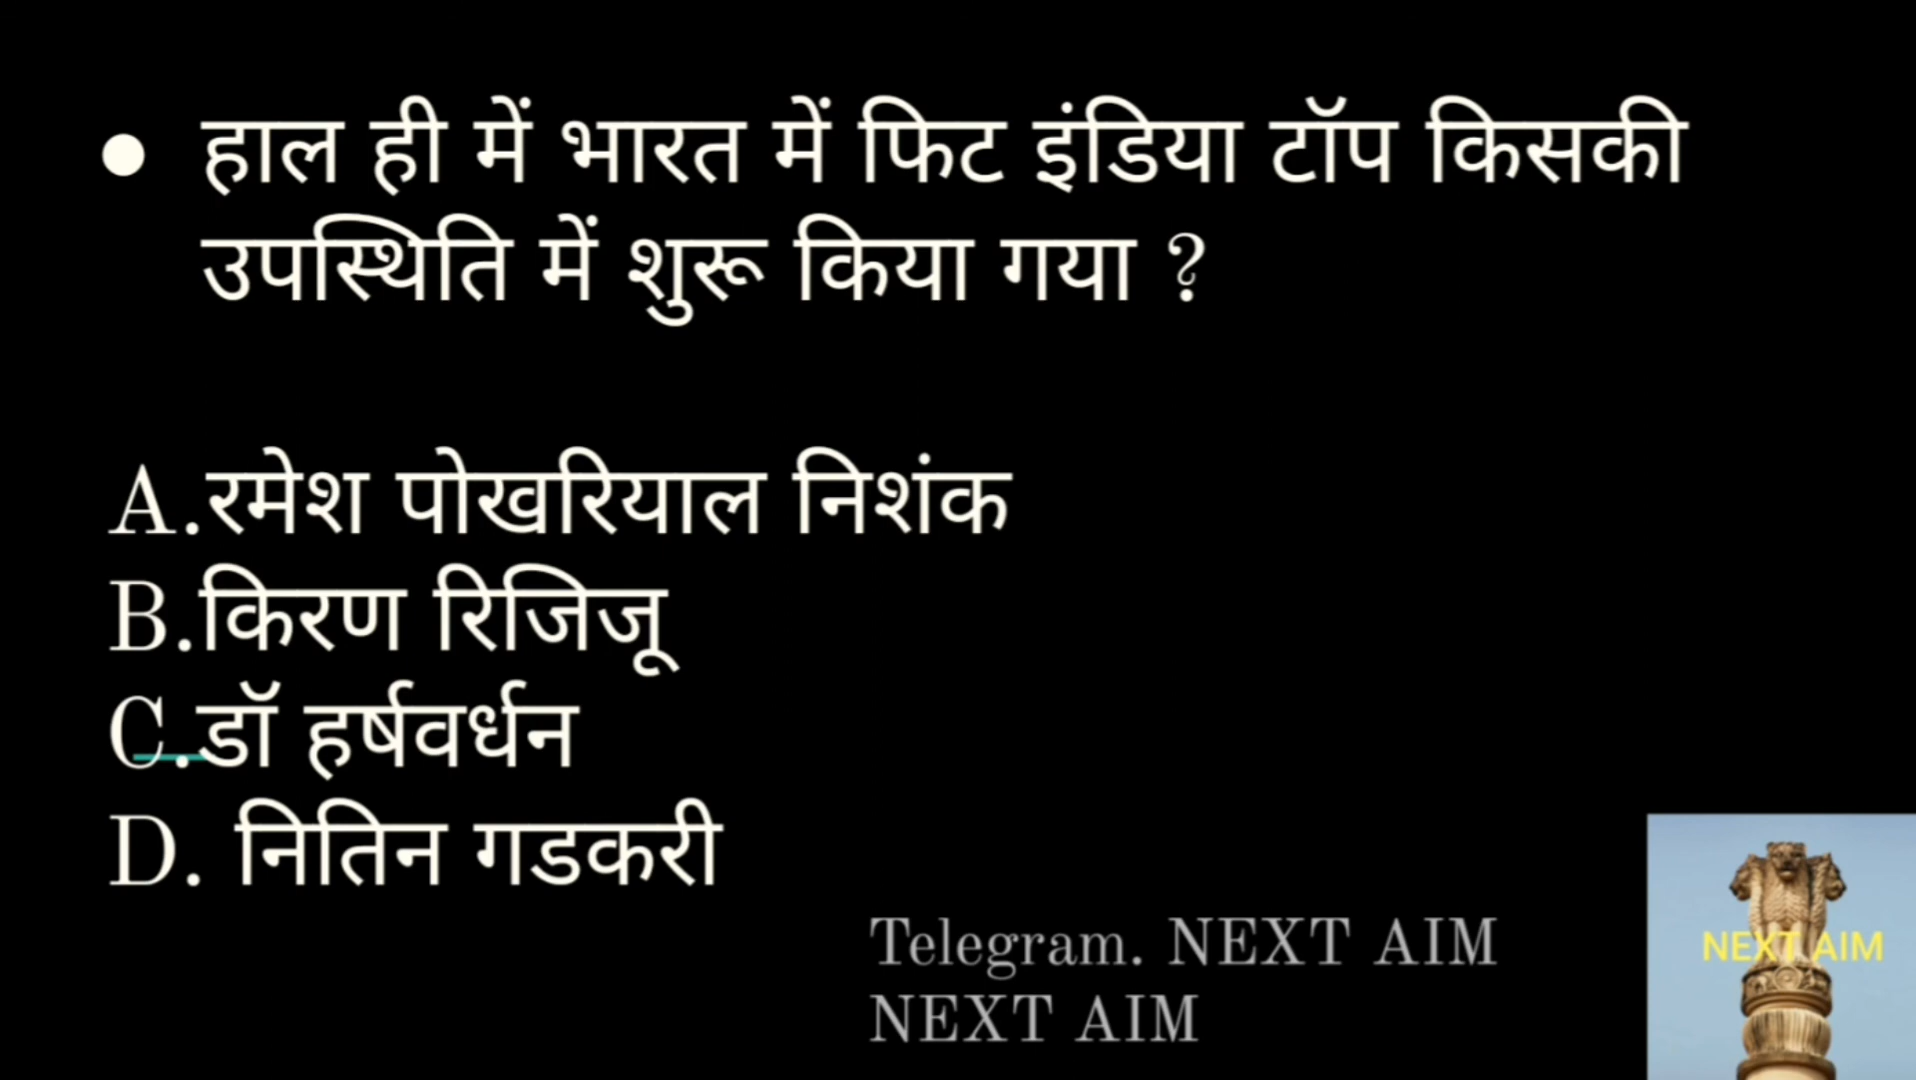 • हाल ही में भारत में फिट इंडिया टॉप किसकी
उपस्थिति में शुरू किया गया ?
A.रमेश पोखरियाल निशंक
B.किरण रिजिजू
C.डॉ हर्षवर्धन
D. नितिन गडकरी
Telegram. NEXT AIM
NEXT AIM
NEXT AIM